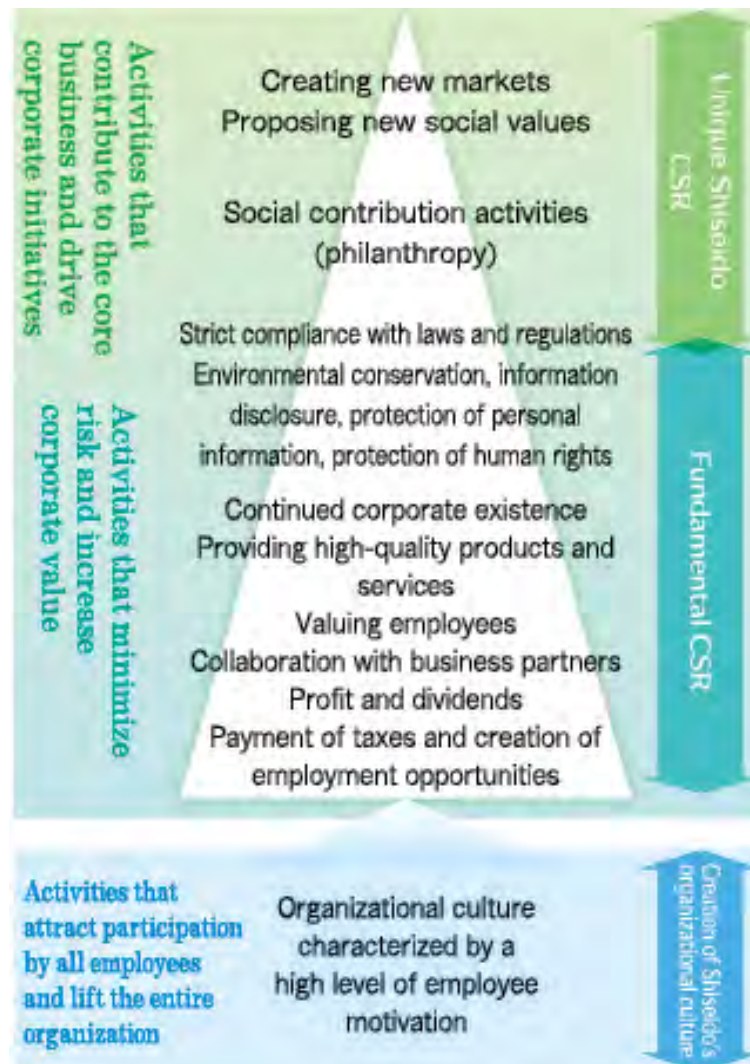 Activities that
contribute to the core
business and drive
corporate initiatives
Creating new markets
Proposing new social values
Social contribution activities
(philanthropy)
Unique Shiseido
CSR
Activities that minimize
risk and increase
corporate value
Strict compliance with laws and regulations
Environmental conservation, information
disclosure, protection of personal
information, protection of human rights
Continued corporate existence
Providing high-quality products and
services
Valuing employees
Collaboration with business partners
Profit and dividends
Payment of taxes and creation of
employment opportunities
Fundamental CSR
Activities that
attract participation
by all employees
and lift the entire
organization
Organizational culture
characterized by a
high level of employee
motivation
Creation of Shiseido's
organizational culture